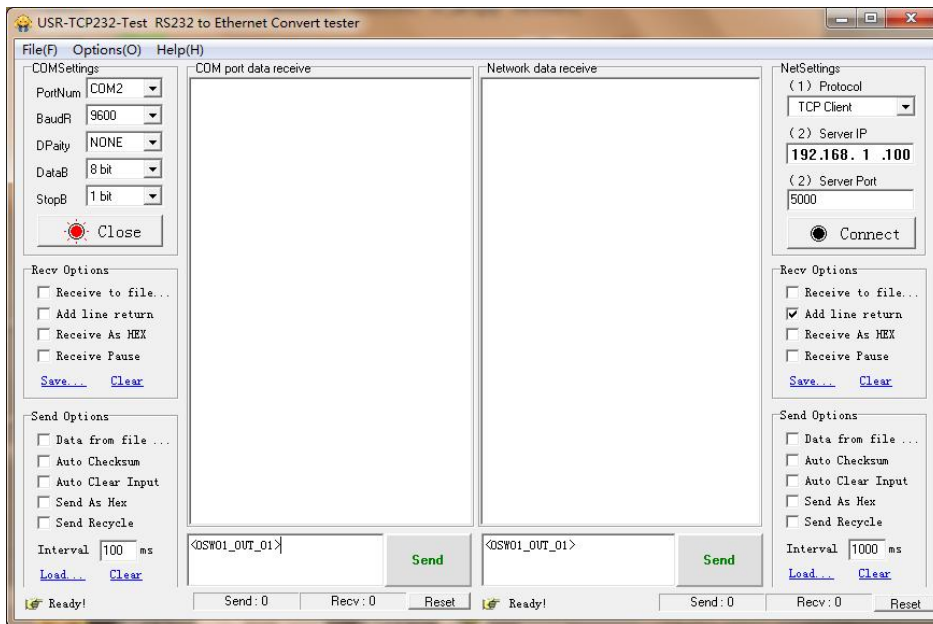 USR-TCP232-Test RS232 to Ethernet Convert tester
File(F) Options(O) Help(H)
COMSettings
PortNum COM2
BaudR 9600
DPaity NONE
DataB 8 bit
StopB 1 bit
Close
Recv Options
Receive to file...
Add line return
Receive As HEX
Receive Pause
Save... Clear
Send Options
Data from file ...
Auto Checksum
Auto Clear Input
Send As Hex
Send Recycle
Interval 100 ms
Load... Clear
COM port data receive
<OSW01_OUT_01>
Send
Network data receive
<OSW01_OUT_01>
Send
NetSettings
(1) Protocol
TCP Client
(2) Server IP
192.168. 1 .100
(2) Server Port
5000
Connect
Recv Options
Receive to file...
Add line return
Receive As HEX
Receive Pause
Save... Clear
Send Options
Data from file ...
Auto Checksum
Auto Clear Input
Send As Hex
Send Recycle
Interval 1000 ms
Load... Clear
Ready! Send : 0 Recv : 0 Reset
Ready! Send : 0 Recv : 0 Reset